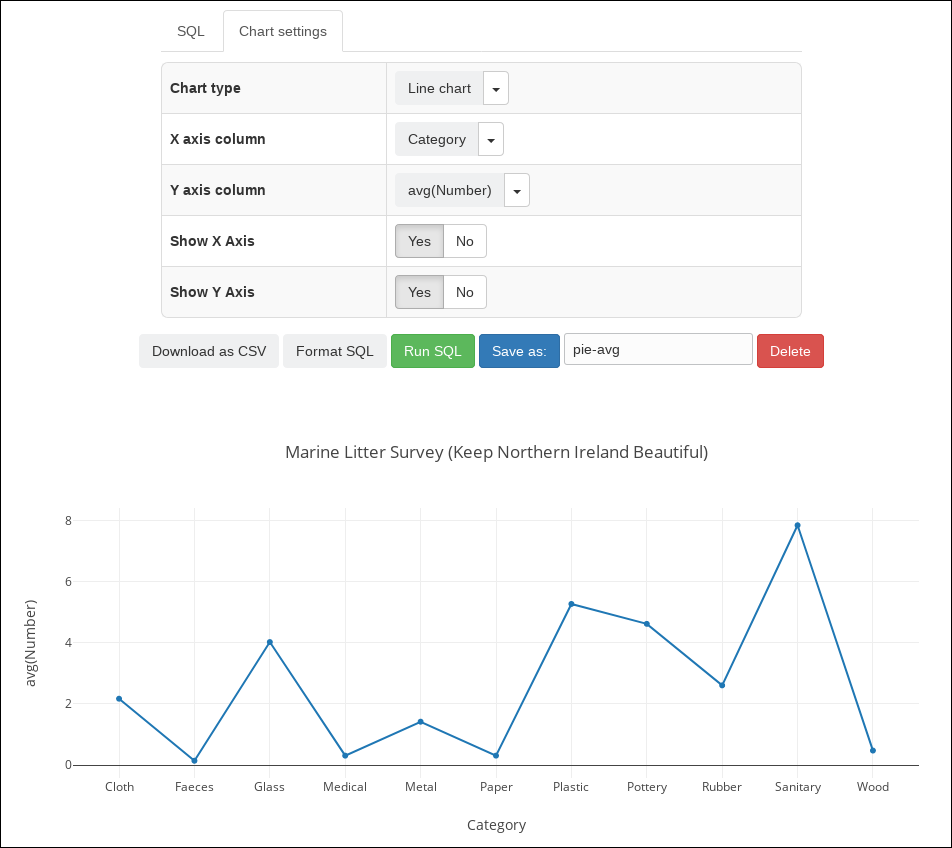 SQL Chart settings
Chart type Line chart
X axis column Category
Y axis column avg(Number)
Show X Axis Yes No
Show Y Axis Yes No
Download as CSV Format SQL Run SQL Save as: pie-avg Delete
Marine Litter Survey (Keep Northern Ireland Beautiful)
8
6
4
2
0
avg(Number)
Cloth Faeces Glass Medical Metal Paper Plastic Pottery Rubber Sanitary Wood
Category